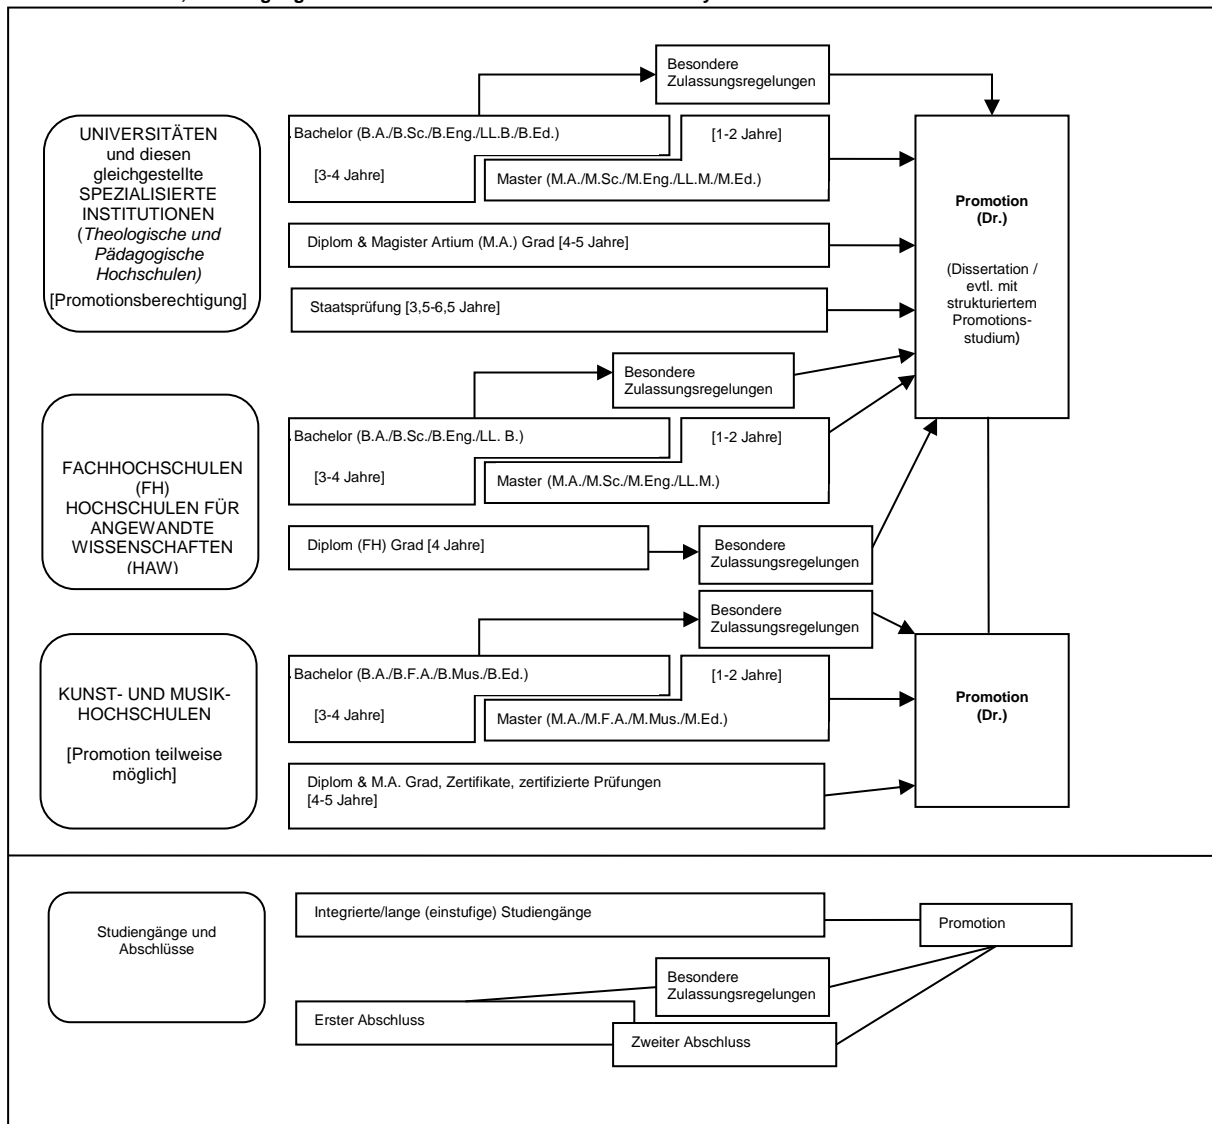 Besondere
Zulassungsregelungen
UNIVERSITÄTEN
und diesen
gleichgestellte
SPEZIALISIERTE
INSTITUTIONEN
(Theologische und
Pädagogische
Hochschulen)
[Promotionsberechtigung]
Bachelor (B.A./B.Sc./B.Eng./LL.B./B.Ed.)
[3-4 Jahre]
[1-2 Jahre]
Master (M.A./M.Sc./M.Eng./LL.M./M.Ed.)
Diplom & Magister Artium (M.A.) Grad [4-5 Jahre]
Staatsprüfung [3,5-6,5 Jahre]
Promotion
(Dr.)
(Dissertation /
evtl. mit
strukturiertem
Promotions-
studium)
Besondere
Zulassungsregelungen
FACHHOCHSCHULEN
(FH)
HOCHSCHULEN FÜR
ANGEWANDTE
WISSENSCHAFTEN
(HAW)
Bachelor (B.A./B.Sc./B.Eng./LL. B.)
[3-4 Jahre]
[1-2 Jahre]
Master (M.A./M.Sc./M.Eng./LL.M.)
Diplom (FH) Grad [4 Jahre]
Besondere
Zulassungsregelungen
Besondere
Zulassungsregelungen
KUNST- UND MUSIK-
HOCHSCHULEN
[Promotion teilweise
möglich]
Bachelor (B.A./B.F.A./B.Mus./B.Ed.)
[3-4 Jahre]
[1-2 Jahre]
Master (M.A./M.F.A./M.Mus./M.Ed.)
Diplom & M.A. Grad, Zertifikate, zertifizierte Prüfungen
[4-5 Jahre]
Promotion
(Dr.)
Studiengänge und
Abschlüsse
Integrierte/lange (einstufige) Studiengänge
Promotion
Besondere
Zulassungsregelungen
Erster Abschluss
Zweiter Abschluss